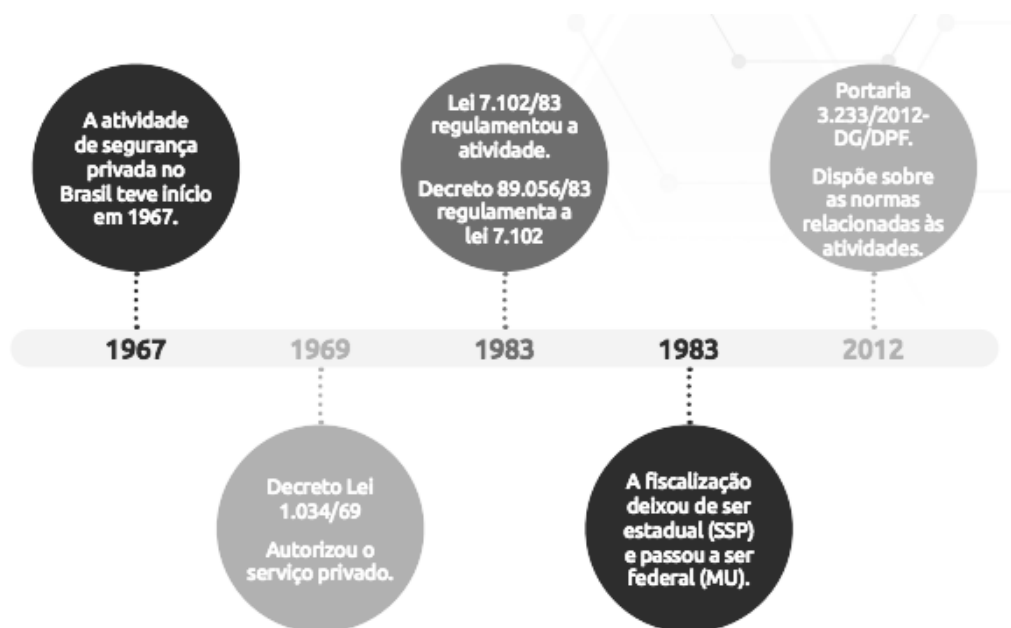 A atividade
de segurança
privada no
Brasil teve início
em 1967.
Lei 7.102/83
regulamentou a
atividade.
Decreto 89.056/83
regulamenta a
lei 7.102
Portaria
3.233/2012-
DG/DPF.
Dispõe sobre
as normas
relacionadas às
atividades.
1967
1969
1983
1983
2012
Decreto Lei
1.034/69
Autorizou o
serviço privado.
A fiscalização
deixou de ser
estadual (SSP)
e passou a ser
federal (MU).